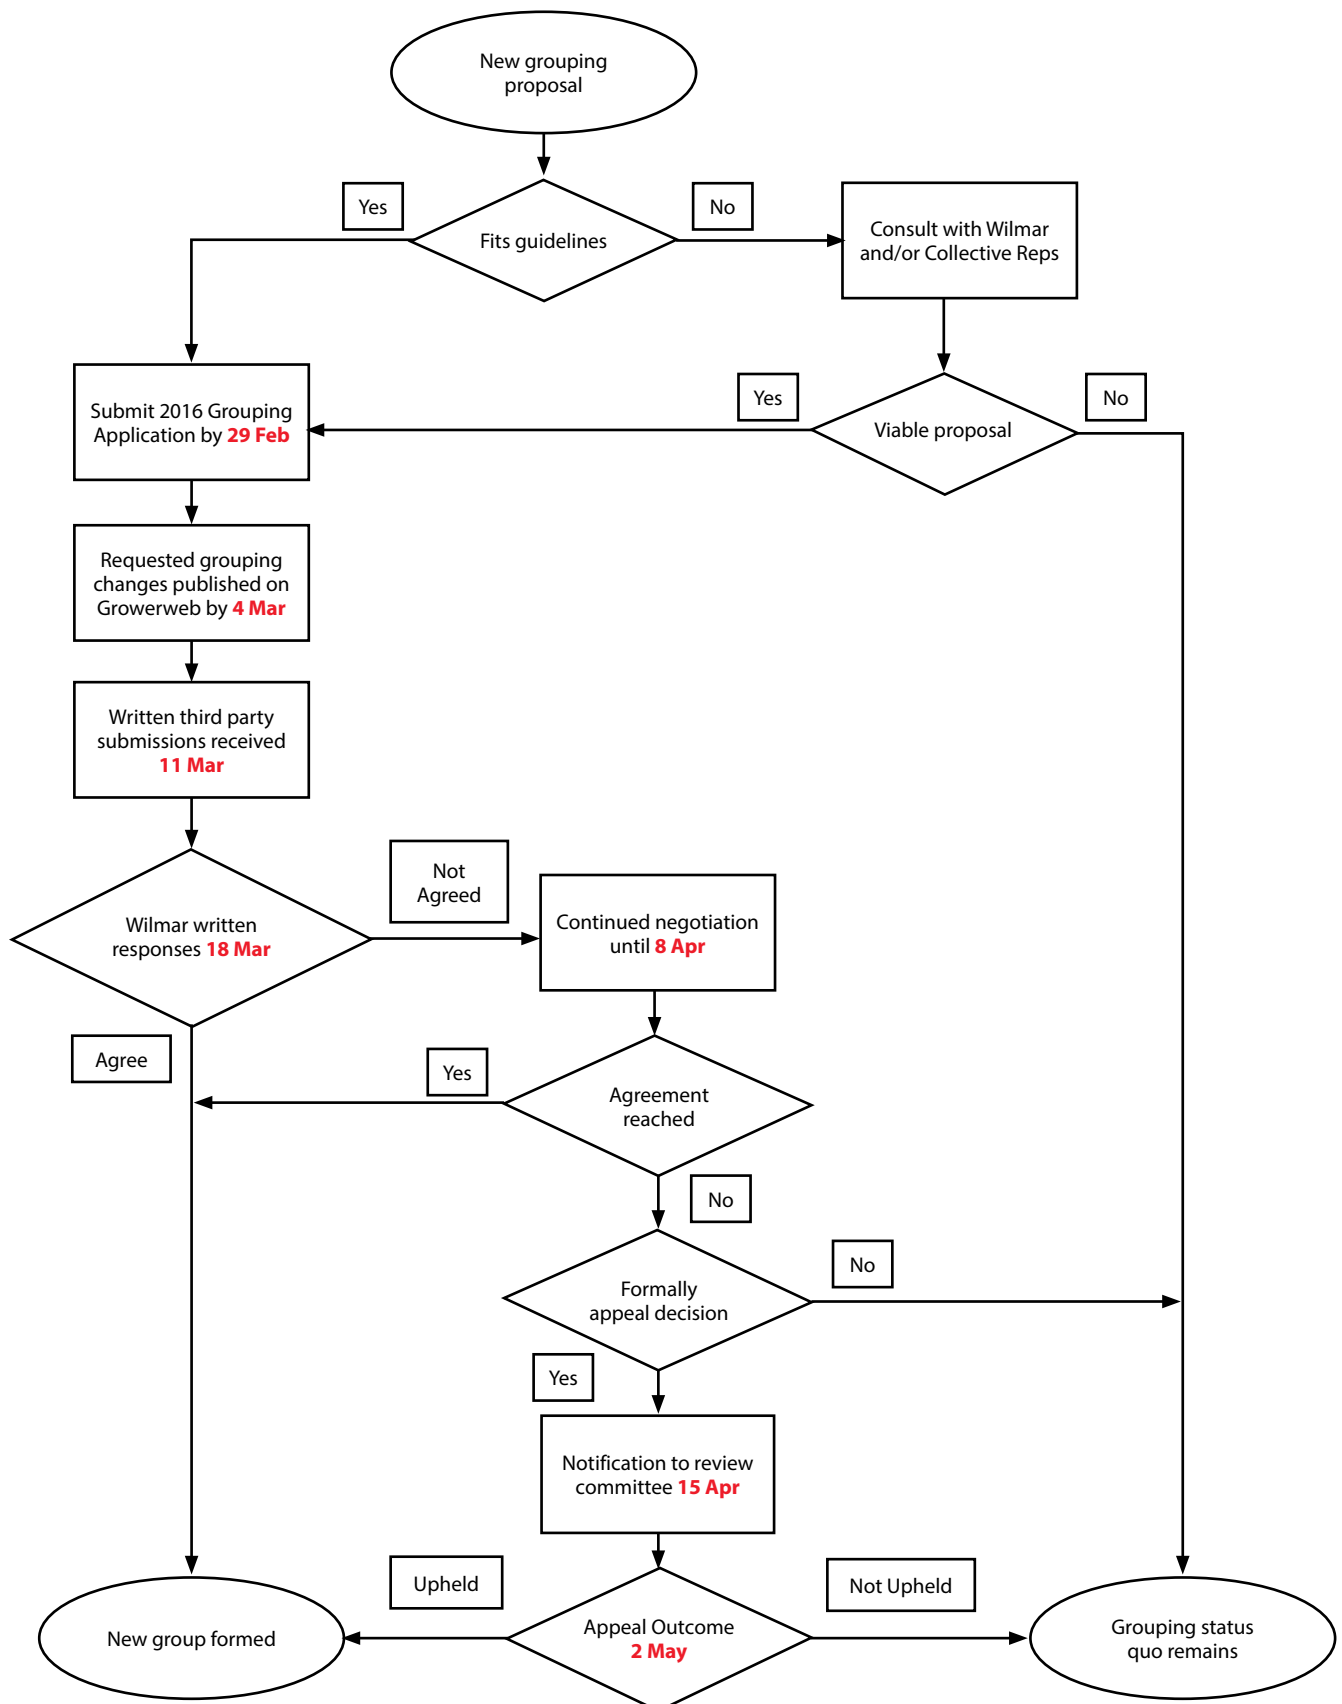 New grouping
proposal
Yes
No
Fits guidelines
Consult with Wilmar
and/or Collective Reps
Submit 2016 Grouping
Application by 29 Feb
Yes
No
Viable proposal
Requested grouping
changes published on
Growerweb by 4 Mar
Written third party
submissions received
11 Mar
Wilmar written
responses 18 Mar
Not
Agreed
Continued negotiation
until 8 Apr
Agree
Yes
Agreement
reached
No
Formally
appeal decision
No
Yes
Notification to review
committee 15 Apr
Upheld
Not Upheld
New group formed
Appeal Outcome
2 May
Grouping status
quo remains